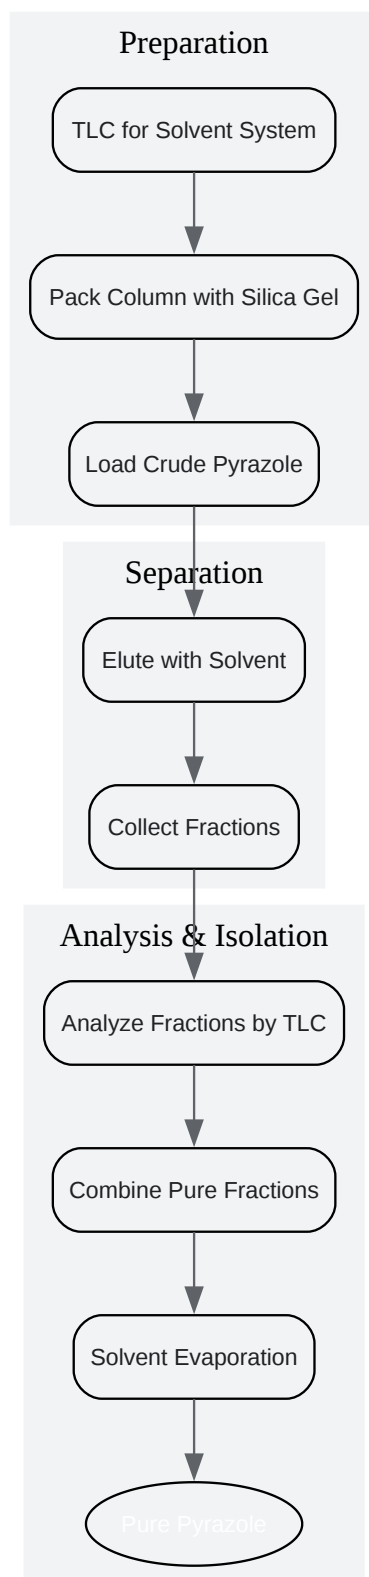 Preparation
TLC for Solvent System
Pack Column with Silica Gel
Load Crude Pyrazole
Separation
Elute with Solvent
Collect Fractions
Analysis & Isolation
Analyze Fractions by TLC
Combine Pure Fractions
Solvent Evaporation
Pure Pyrazole